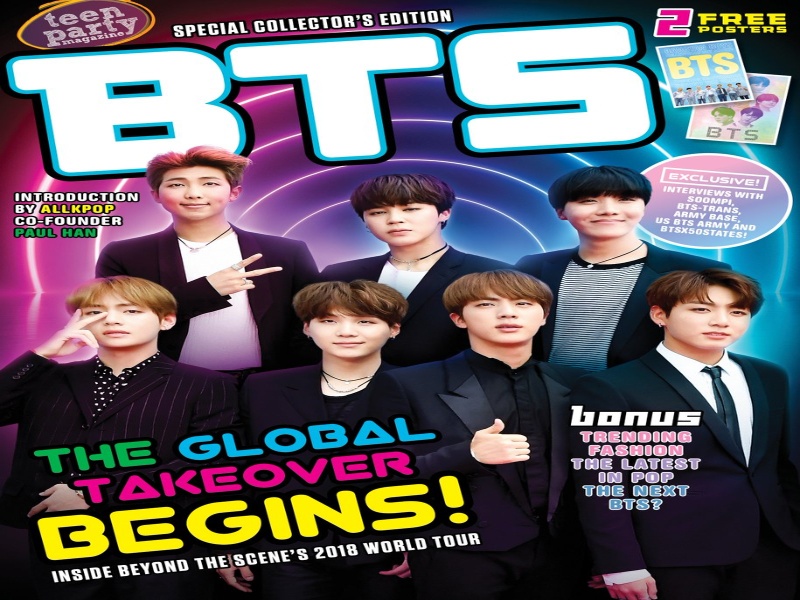 teen
party
magazine
SPECIAL COLLECTOR'S EDITION
2 FREE
POSTERS
BTS
BTS
BTS
INTRODUCTION
BY ALLKPOP
CO-FOUNDER
PAUL HAN
EXCLUSIVE!
INTERVIEWS WITH
SOOMPI,
BTS-TRANS,
ARMY BASE,
US BTS ARMY AND
BTSX50STATES!
THE GLOBAL
TAKEOVER
BEGINS!
INSIDE BEYOND THE SCENE'S 2018 WORLD TOUR
bonus
TRENDING
FASHION
THE LATEST
IN POP
THE NEXT
BTS?